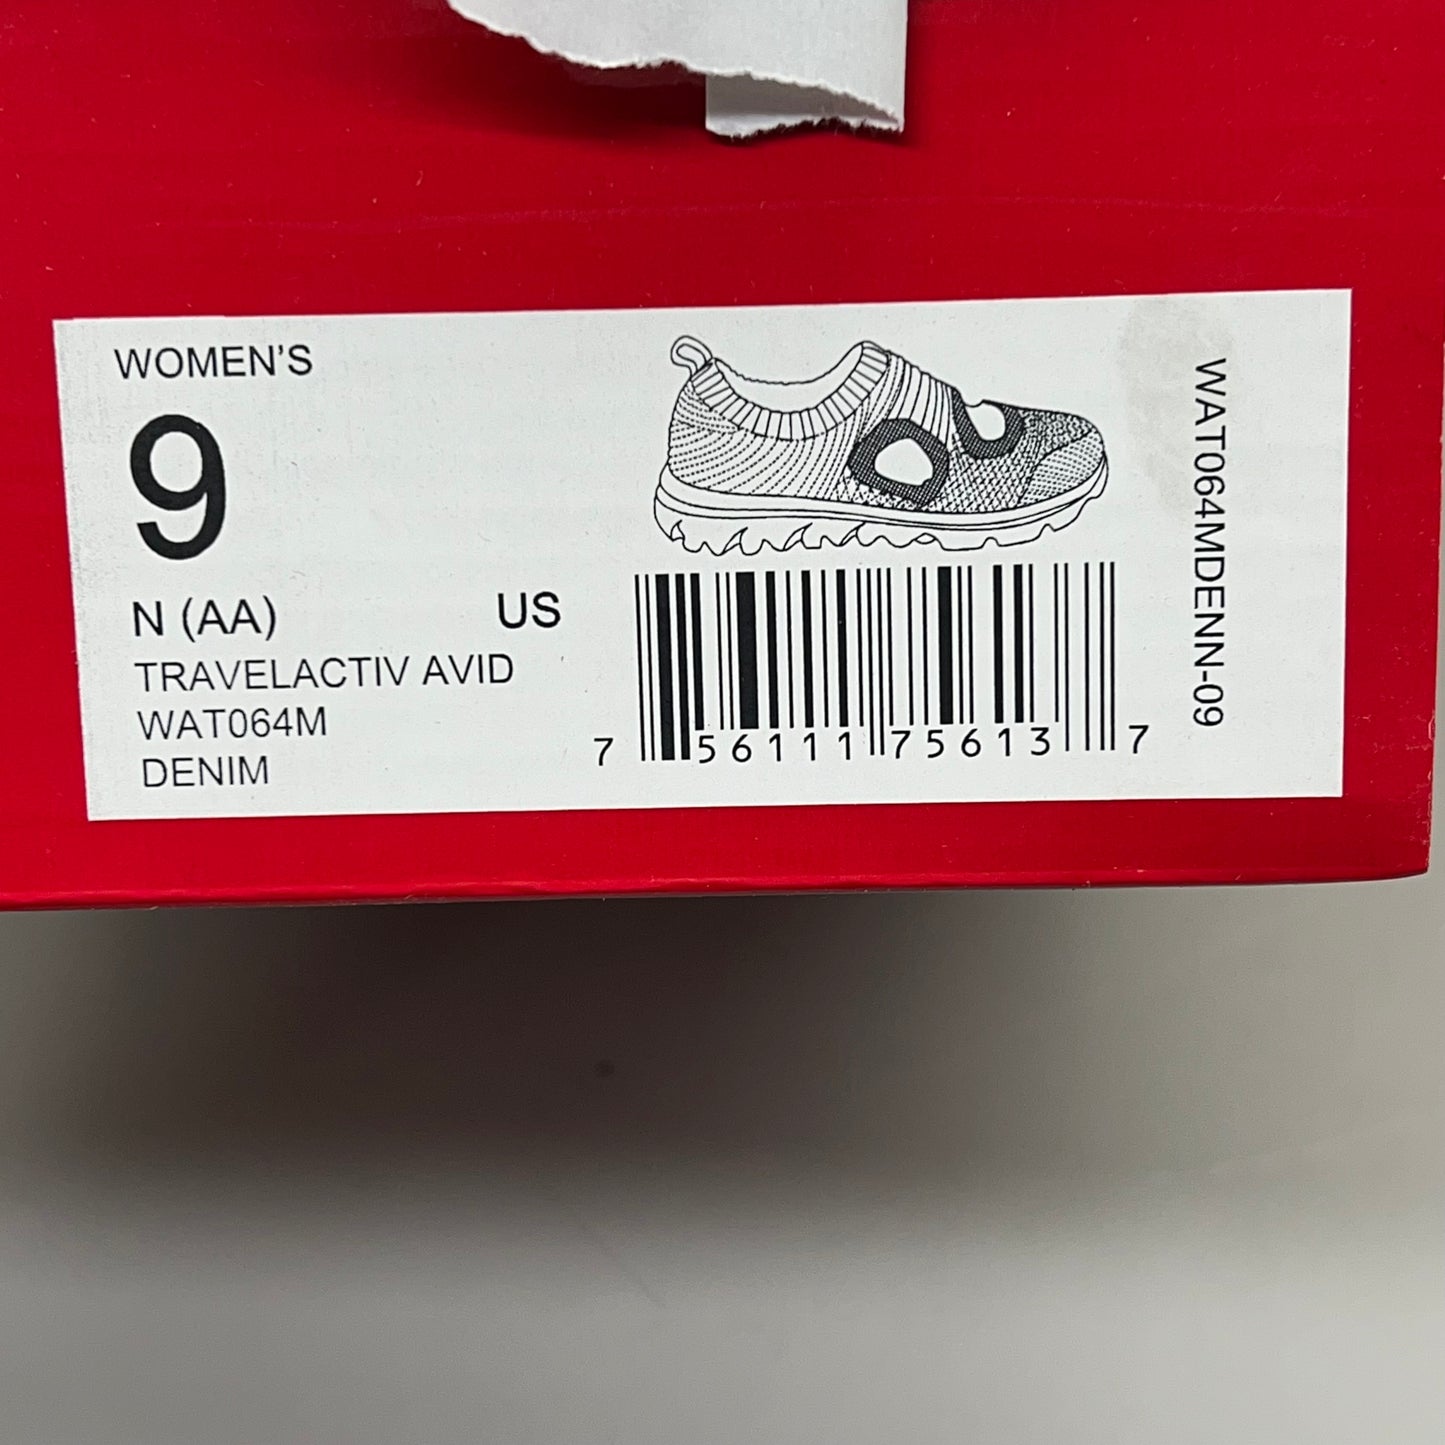 WOMEN'S
9
N (AA) US
TRAVELACTIV AVID
WAT064M
DENIM
7 56111 75613 7
WAT064MDENN-09